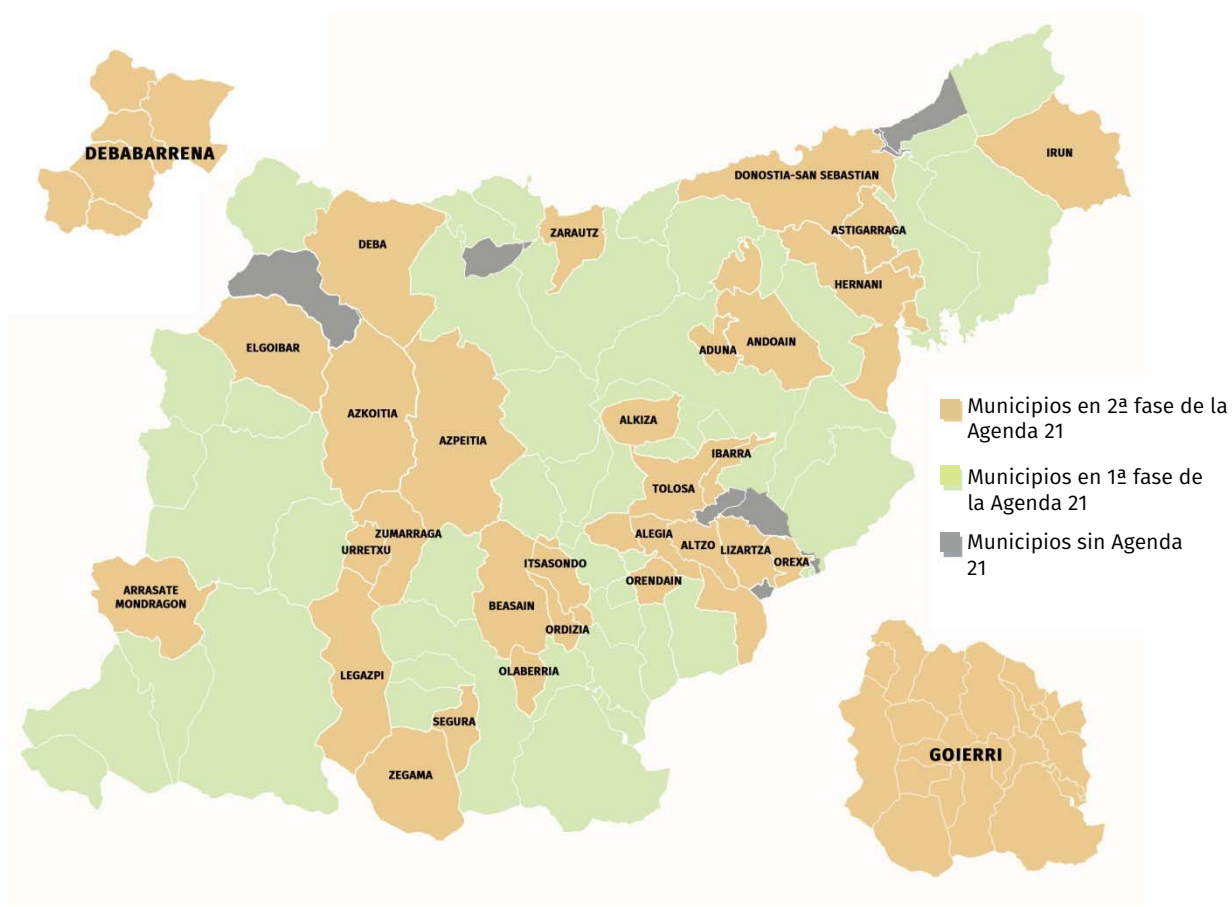 DEBABARRENA
IRUN
DONOSTIA-SAN SEBASTIAN
ASTIGARRAGA
ZARAUTZ
DEBA
HERNANI
ANDOAIN
ADUNA
ELGOIBAR
AZKOITIA
ALKIZA
AZPEITIA
IBARRA
TOLOSA
ZUMARRAGA
URRETXU
ALEGIA
ALTZO
LIZARTZA
OREXA
ITSASONDO
ORENDAIN
ARRASATE
MONDRAGON
BEASAIN
ORDIZIA
OLABERRIA
LEGAZPI
SEGURA
ZEGAMA
Municipios en 2ª fase de la
Agenda 21
Municipios en 1ª fase de
la Agenda 21
Municipios sin Agenda
21
GOIERRI